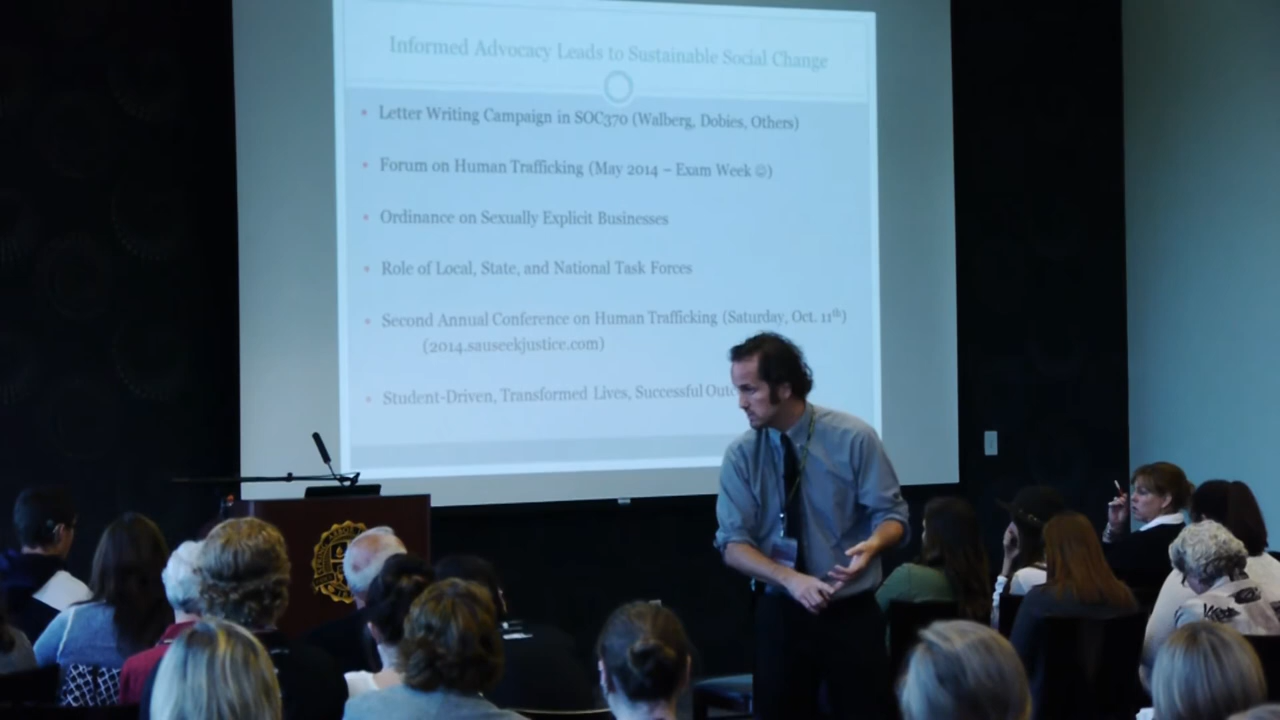 Informed Advocacy Leads to Sustainable Social Change
• Letter Writing Campaign in SOC370 (Walberg, Dobies, Others)
• Forum on Human Trafficking (May 2014 – Exam Week ☺)
• Ordinance on Sexually Explicit Businesses
• Role of Local, State, and National Task Forces
• Second Annual Conference on Human Trafficking (Saturday, Oct. 11th)
(2014.sauseekjustice.com)
• Student-Driven, Transformed Lives, Successful